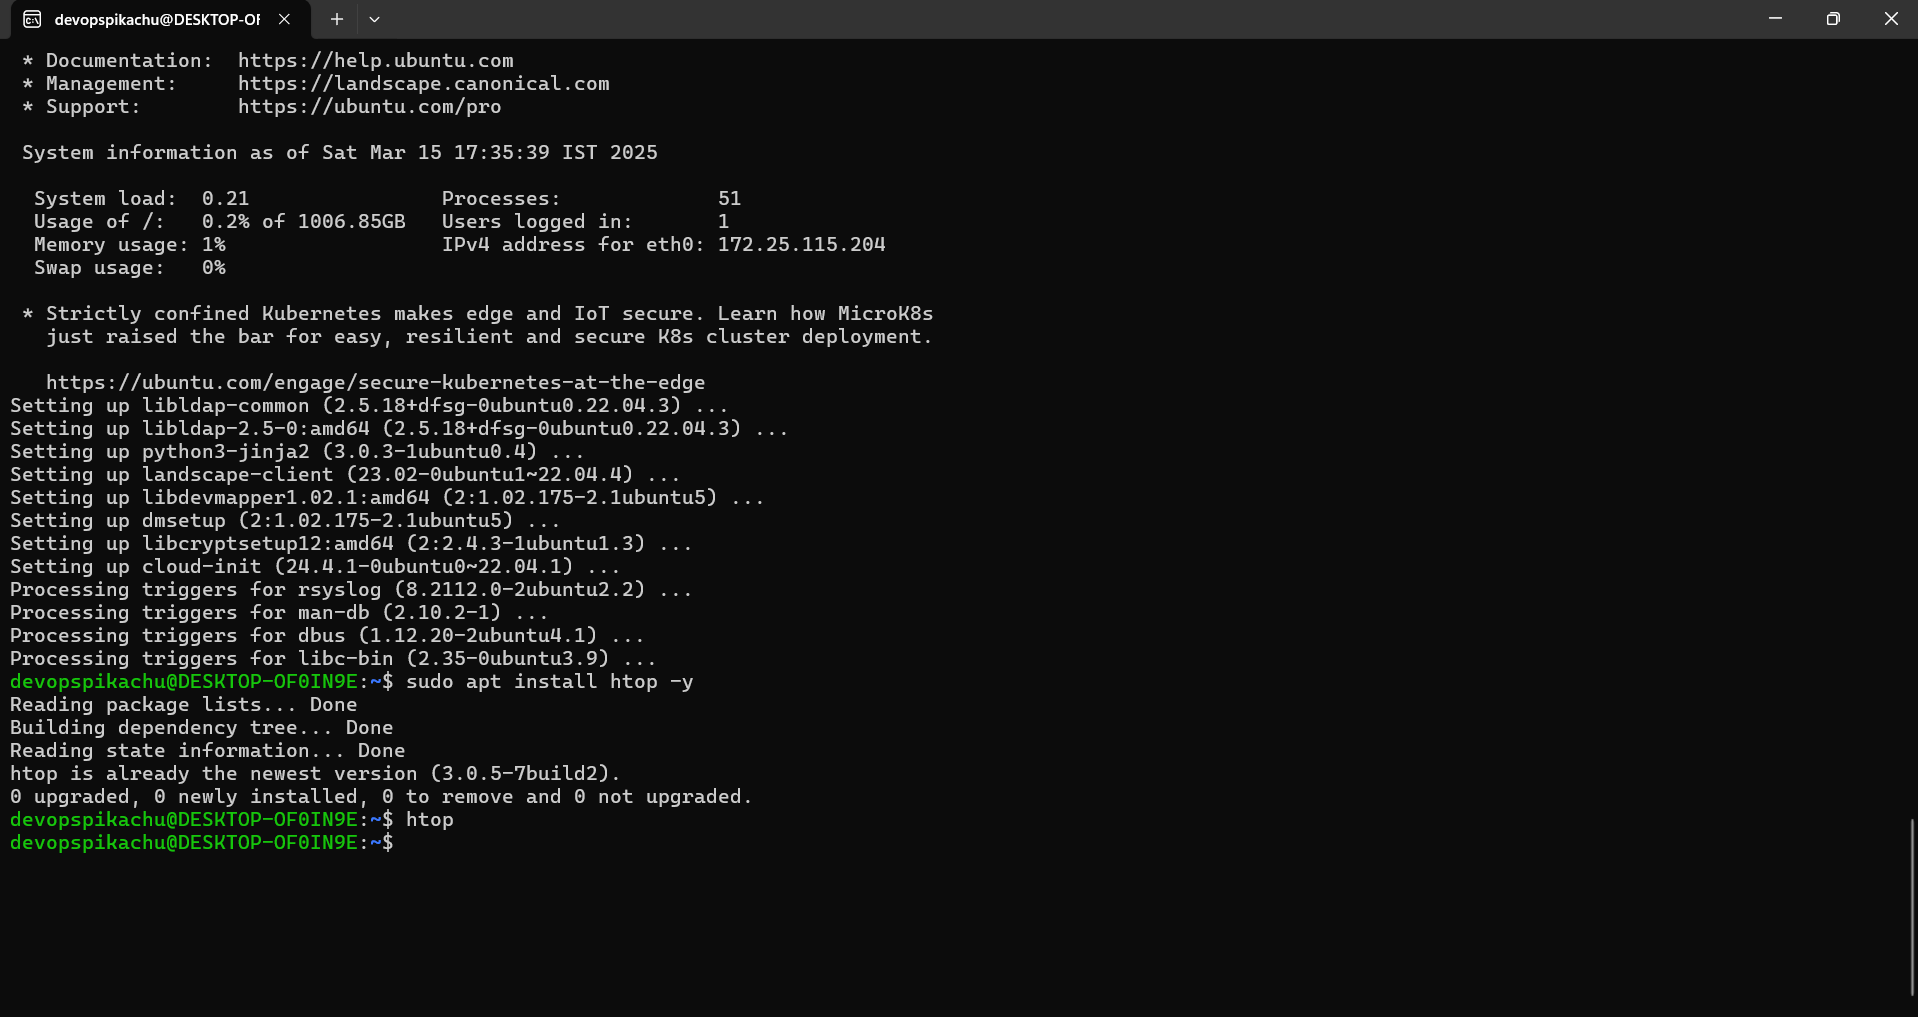 devopspikachu@DESKTOP-OF
* Documentation:  https://help.ubuntu.com
* Management:     https://landscape.canonical.com
* Support:        https://ubuntu.com/pro
System information as of Sat Mar 15 17:35:39 IST 2025
System load:  0.21                Processes:             51
Usage of /:   0.2% of 1006.85GB   Users logged in:       1
Memory usage: 1%                  IPv4 address for eth0: 172.25.115.204
Swap usage:   0%
* Strictly confined Kubernetes makes edge and IoT secure. Learn how MicroK8s
just raised the bar for easy, resilient and secure K8s cluster deployment.
https://ubuntu.com/engage/secure-kubernetes-at-the-edge
Setting up libldap-common (2.5.18+dfsg-0ubuntu0.22.04.3) ...
Setting up libldap-2.5-0:amd64 (2.5.18+dfsg-0ubuntu0.22.04.3) ...
Setting up python3-jinja2 (3.0.3-1ubuntu0.4) ...
Setting up landscape-client (23.02-0ubuntu1~22.04.4) ...
Setting up libdevmapper1.02.1:amd64 (2:1.02.175-2.1ubuntu5) ...
Setting up dmsetup (2:1.02.175-2.1ubuntu5) ...
Setting up libcryptsetup12:amd64 (2:2.4.3-1ubuntu1.3) ...
Setting up cloud-init (24.4.1-0ubuntu0~22.04.1) ...
Processing triggers for rsyslog (8.2112.0-2ubuntu2.2) ...
Processing triggers for man-db (2.10.2-1) ...
Processing triggers for dbus (1.12.20-2ubuntu4.1) ...
Processing triggers for libc-bin (2.35-0ubuntu3.9) ...
devopspikachu@DESKTOP-OF0IN9E:~$ sudo apt install htop -y
Reading package lists... Done
Building dependency tree... Done
Reading state information... Done
htop is already the newest version (3.0.5-7build2).
0 upgraded, 0 newly installed, 0 to remove and 0 not upgraded.
devopspikachu@DESKTOP-OF0IN9E:~$ htop
devopspikachu@DESKTOP-OF0IN9E:~$